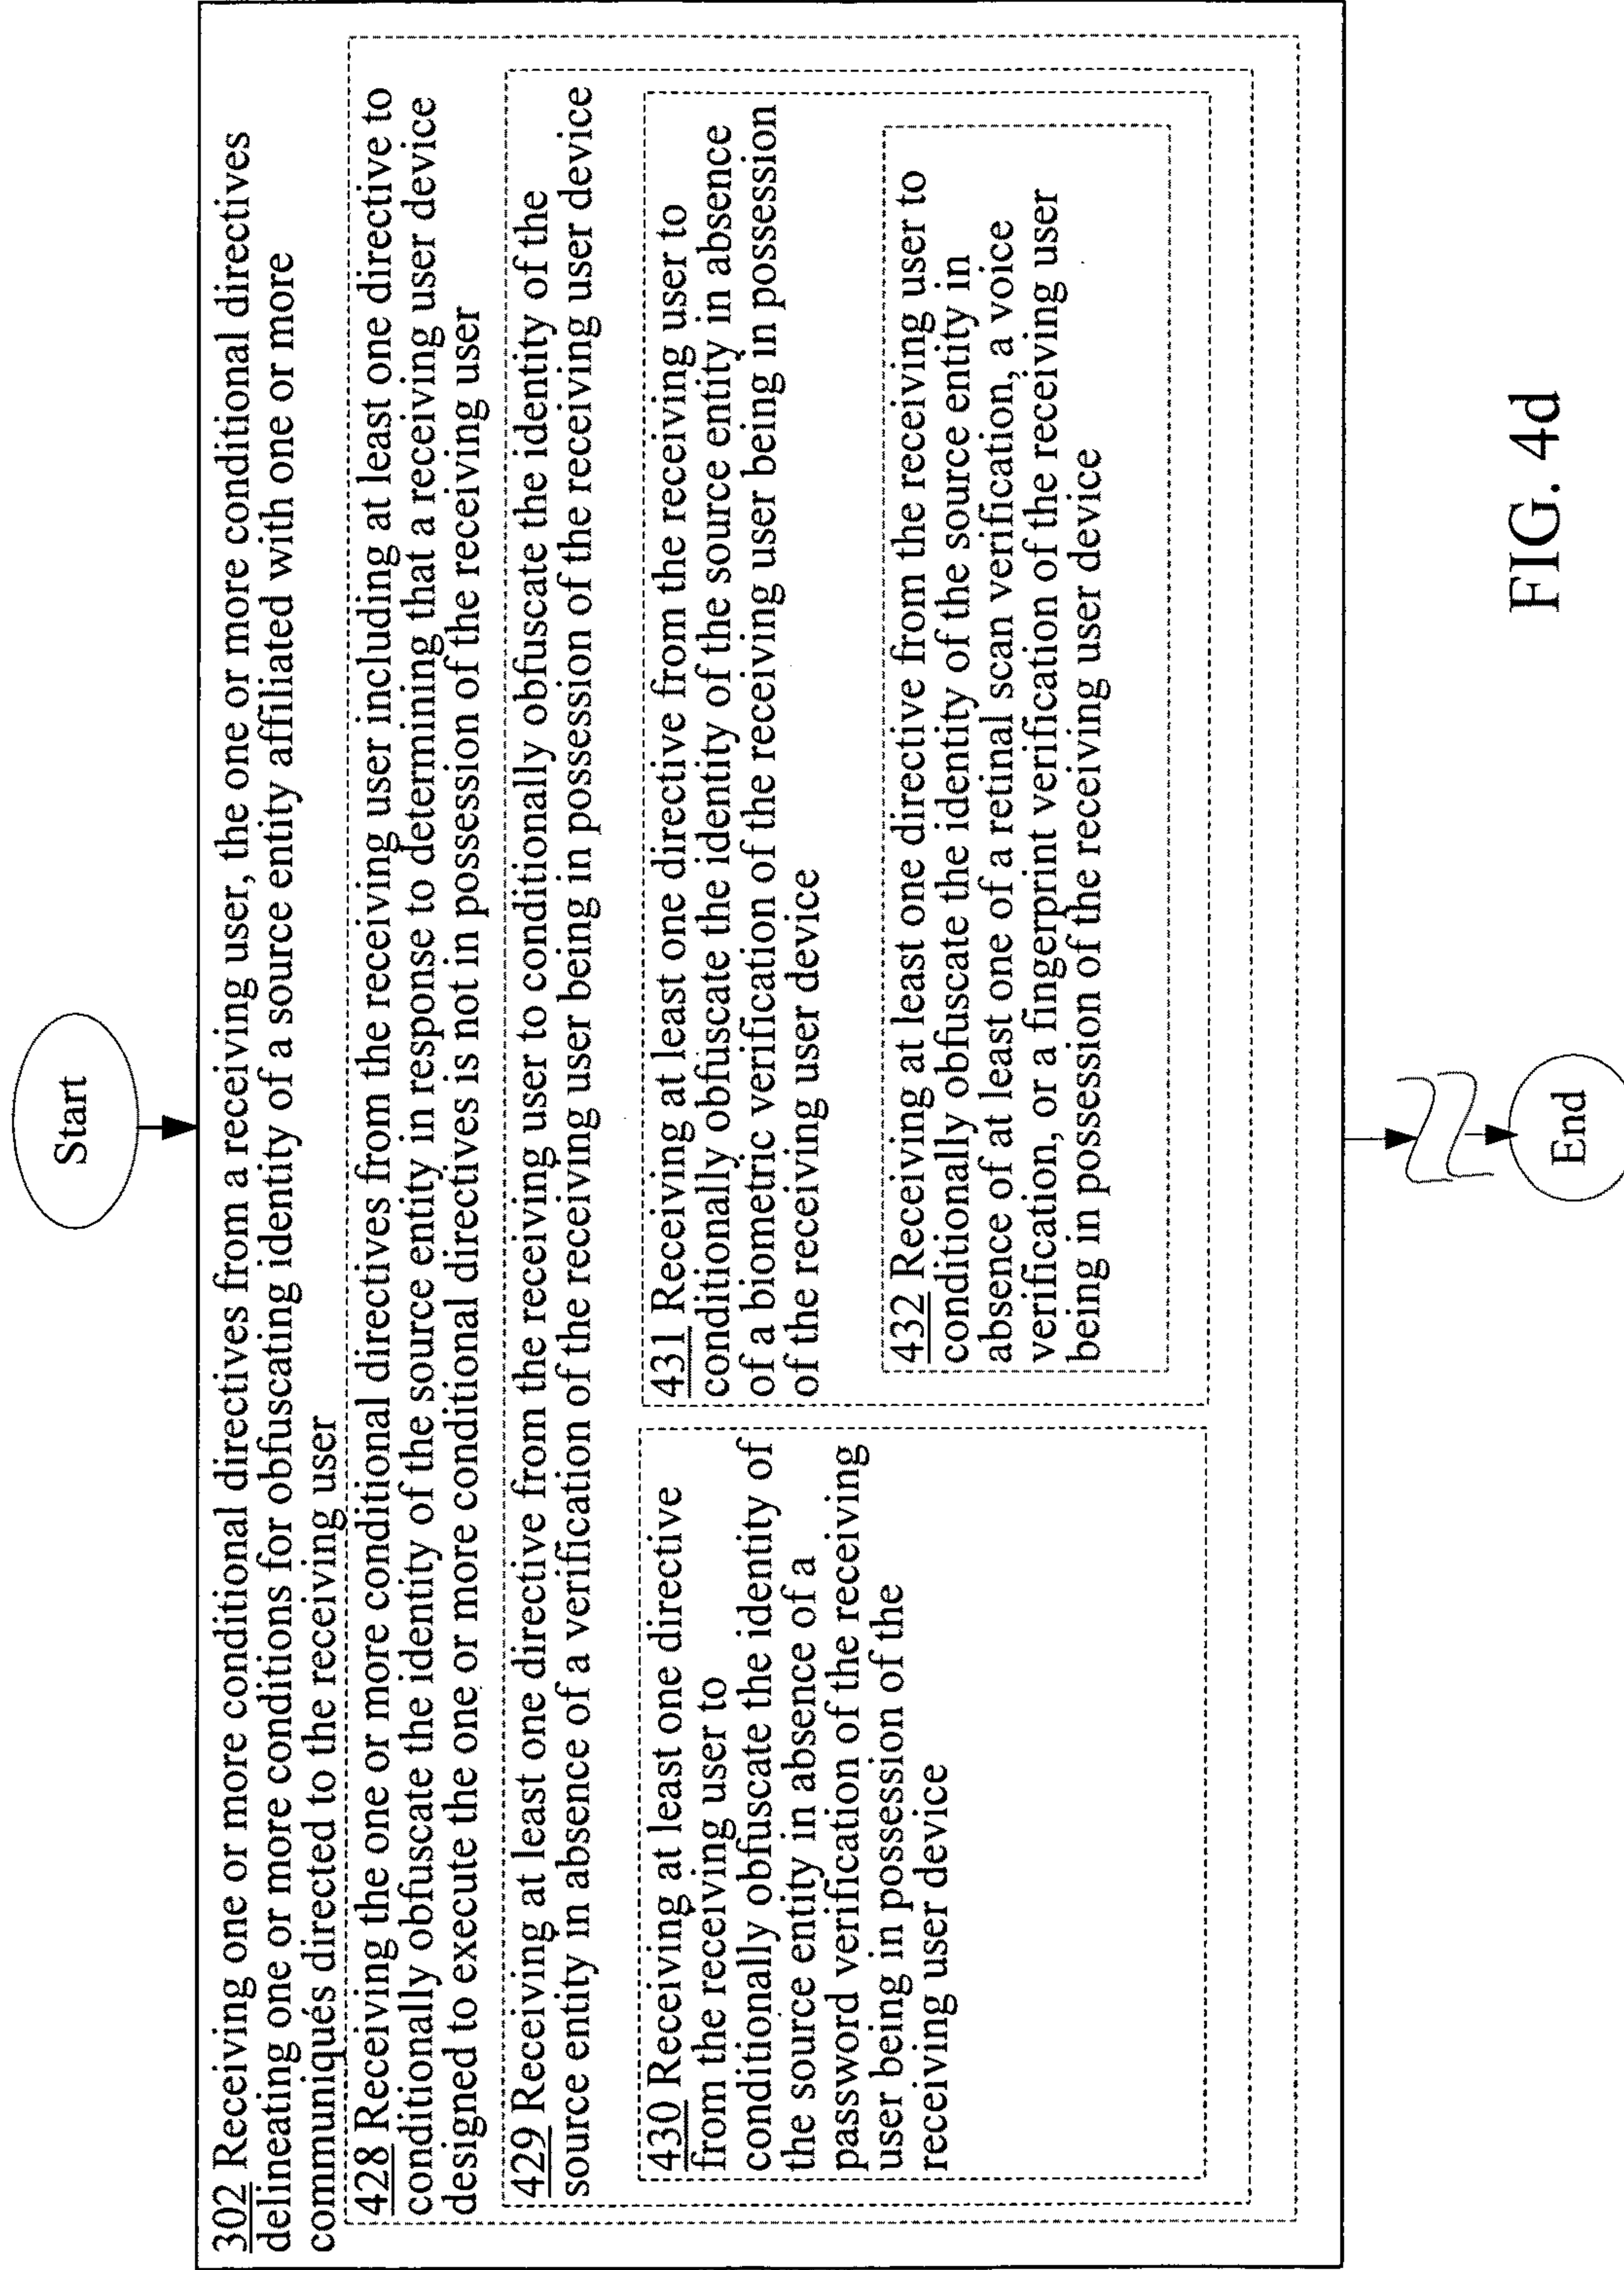 Start
302 Receiving one or more conditional directives from a receiving user, the one or more conditional directives
delineating one or more conditions for obfuscating identity of a source entity affiliated with one or more
communiqués directed to the receiving user
428 Receiving the one or more conditional directives from the receiving user including at least one directive to
conditionally obfuscate the identity of the source entity in response to determining that a receiving user device
designed to execute the one or more conditional directives is not in possession of the receiving user
429 Receiving at least one directive from the receiving user to conditionally obfuscate the identity of the
source entity in absence of a verification of the receiving user being in possession of the receiving user device
430 Receiving at least one directive
from the receiving user to
conditionally obfuscate the identity of
the source entity in absence of a
password verification of the receiving
user being in possession of the
receiving user device
431 Receiving at least one directive from the receiving user to
conditionally obfuscate the identity of the source entity in absence
of a biometric verification of the receiving user being in possession
of the receiving user device
432 Receiving at least one directive from the receiving user to
conditionally obfuscate the identity of the source entity in
absence of at least one of a retinal scan verification, a voice
verification, or a fingerprint verification of the receiving user
being in possession of the receiving user device
End
FIG. 4d